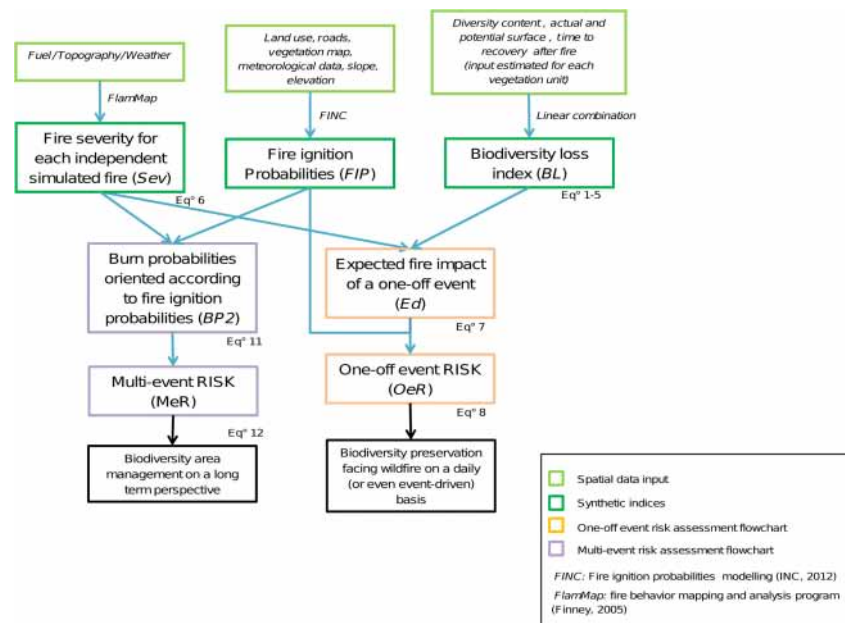 Fuel/Topography/Weather
Land use, roads,
vegetation map,
meteorological data, slope,
elevation
Diversity content, actual and
potential surface, time to
recovery after fire
(input estimated for each
vegetation unit)
FlamMap
FINC
Linear combination
Fire severity for
each independent
simulated fire (Sev)
Fire ignition
Probabilities (FIP)
Biodiversity loss
index (BL)
Eq° 6
Eq° 1-5
Burn probabilities
oriented according
to fire ignition
probabilities (BP2)
Expected fire impact
of a one-off event
(Ed)
Eq° 11
Eq° 7
Multi-event RISK
(MeR)
One-off event RISK
(OeR)
Eq° 12
Eq° 8
Biodiversity area
management on a long
term perspective
Biodiversity preservation
facing wildfire on a daily
(or even event-driven)
basis
Spatial data input
Synthetic indices
One-off event risk assessment flowchart
Multi-event risk assessment flowchart
FINC: Fire ignition probabilities modelling (INC, 2012)
FlamMap: fire behavior mapping and analysis program
(Finney, 2005)